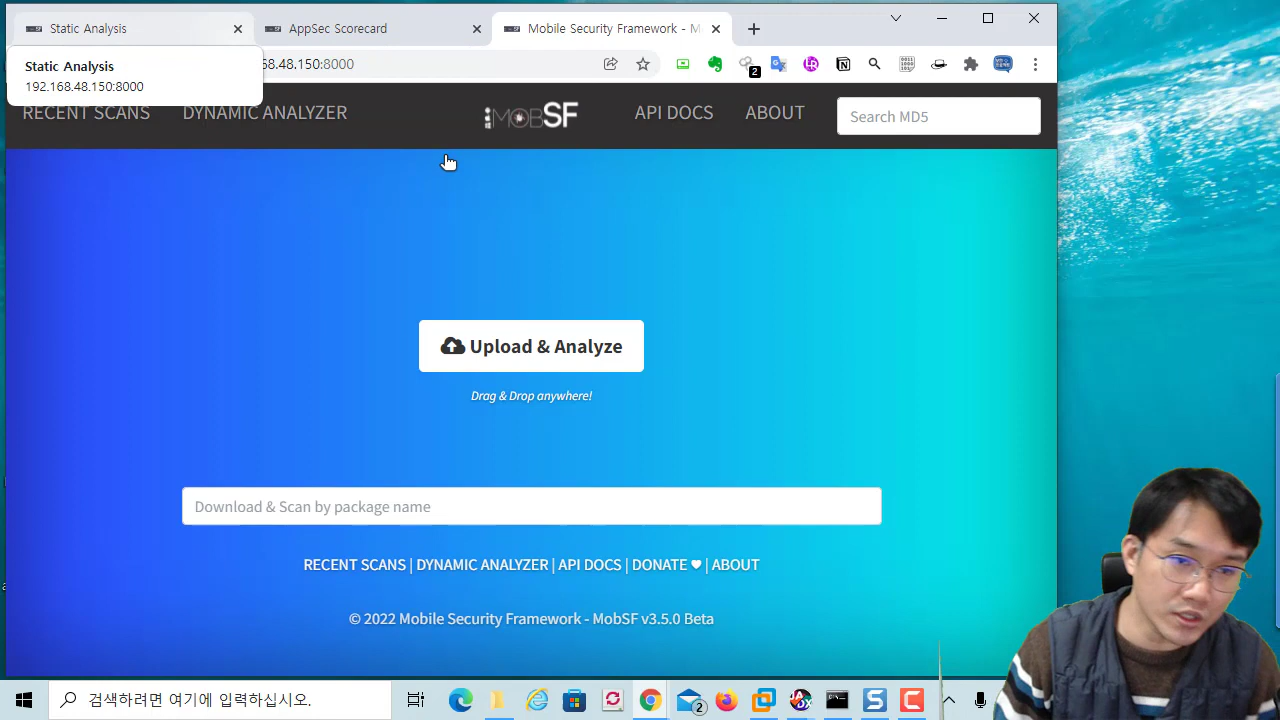 Static Analysis
AppSec Scorecard
Mobile Security Framework - M
Static Analysis
192.168.48.150:8000
68.48.150:8000
2
RECENT SCANS
DYNAMIC ANALYZER
MOBSF
API DOCS
ABOUT
Search MD5
Upload & Analyze
Drag & Drop anywhere!
Download & Scan by package name
RECENT SCANS | DYNAMIC ANALYZER | API DOCS | DONATE ♥ | ABOUT
© 2022 Mobile Security Framework - MobSF v3.5.0 Beta
검색하려면 여기에 입력하십시오.
2